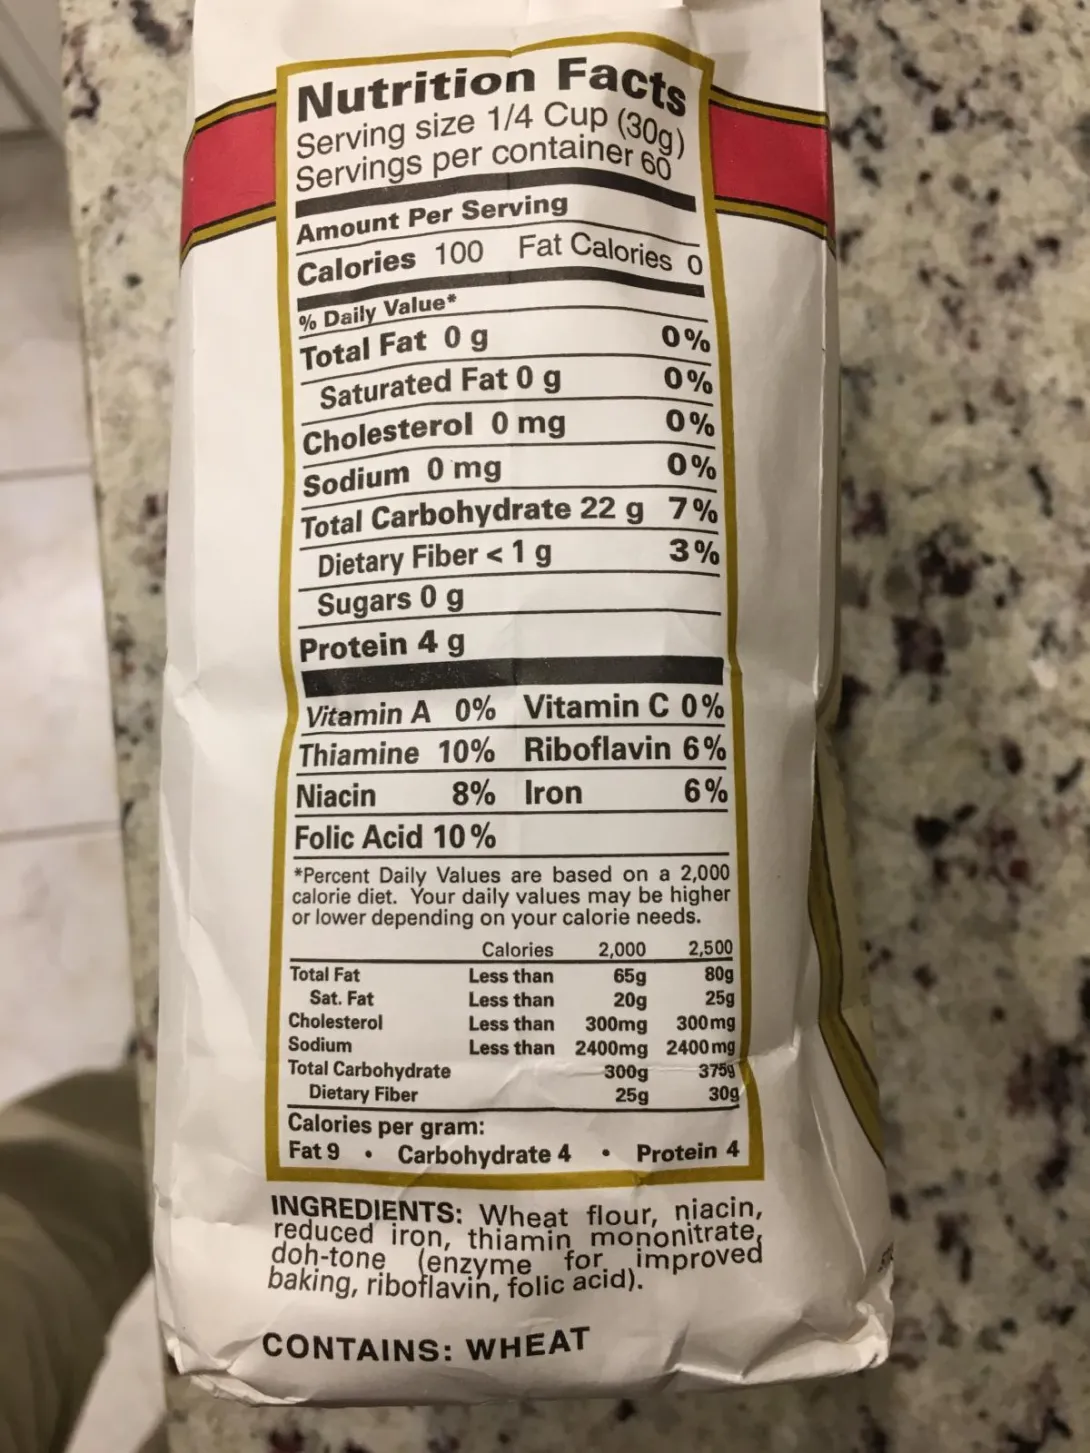 Nutrition Facts
Serving size 1/4 Cup (30g)
Servings per container 60
Amount Per Serving
Calories 100 Fat Calories 0
% Daily Value*
Total Fat 0 g 0%
Saturated Fat 0 g 0%
Cholesterol 0 mg 0%
Sodium 0 mg 0%
Total Carbohydrate 22 g 7%
Dietary Fiber < 1 g 3%
Sugars 0 g
Protein 4 g
Vitamin A 0% Vitamin C 0%
Thiamine 10% Riboflavin 6%
Niacin 8% Iron 6%
Folic Acid 10%
*Percent Daily Values are based on a 2,000
calorie diet. Your daily values may be higher
or lower depending on your calorie needs.
Calories 2,000 2,500
Total Fat Less than 65g 80g
Sat. Fat Less than 20g 25g
Cholesterol Less than 300mg 300mg
Sodium Less than 2400mg 2400mg
Total Carbohydrate 300g 375g
Dietary Fiber 25g 30g
Calories per gram:
Fat 9 • Carbohydrate 4 • Protein 4
INGREDIENTS: Wheat flour, niacin,
reduced iron, thiamin mononitrate,
doh-tone (enzyme for improved
baking, riboflavin, folic acid).
CONTAINS: WHEAT